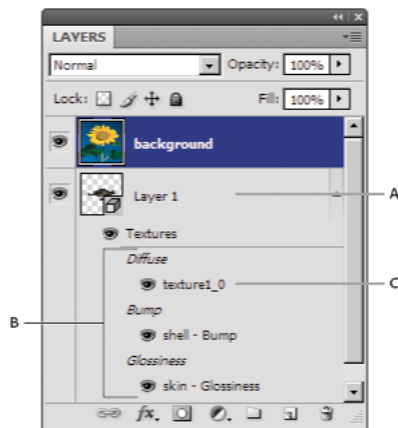 LAYERS
Normal Opacity: 100%
Lock: Fill: 100%
background
Layer 1 A
Textures
Diffuse
texture1_0 C
Bump
B
shell - Bump
Glossiness
skin - Glossiness
fx.